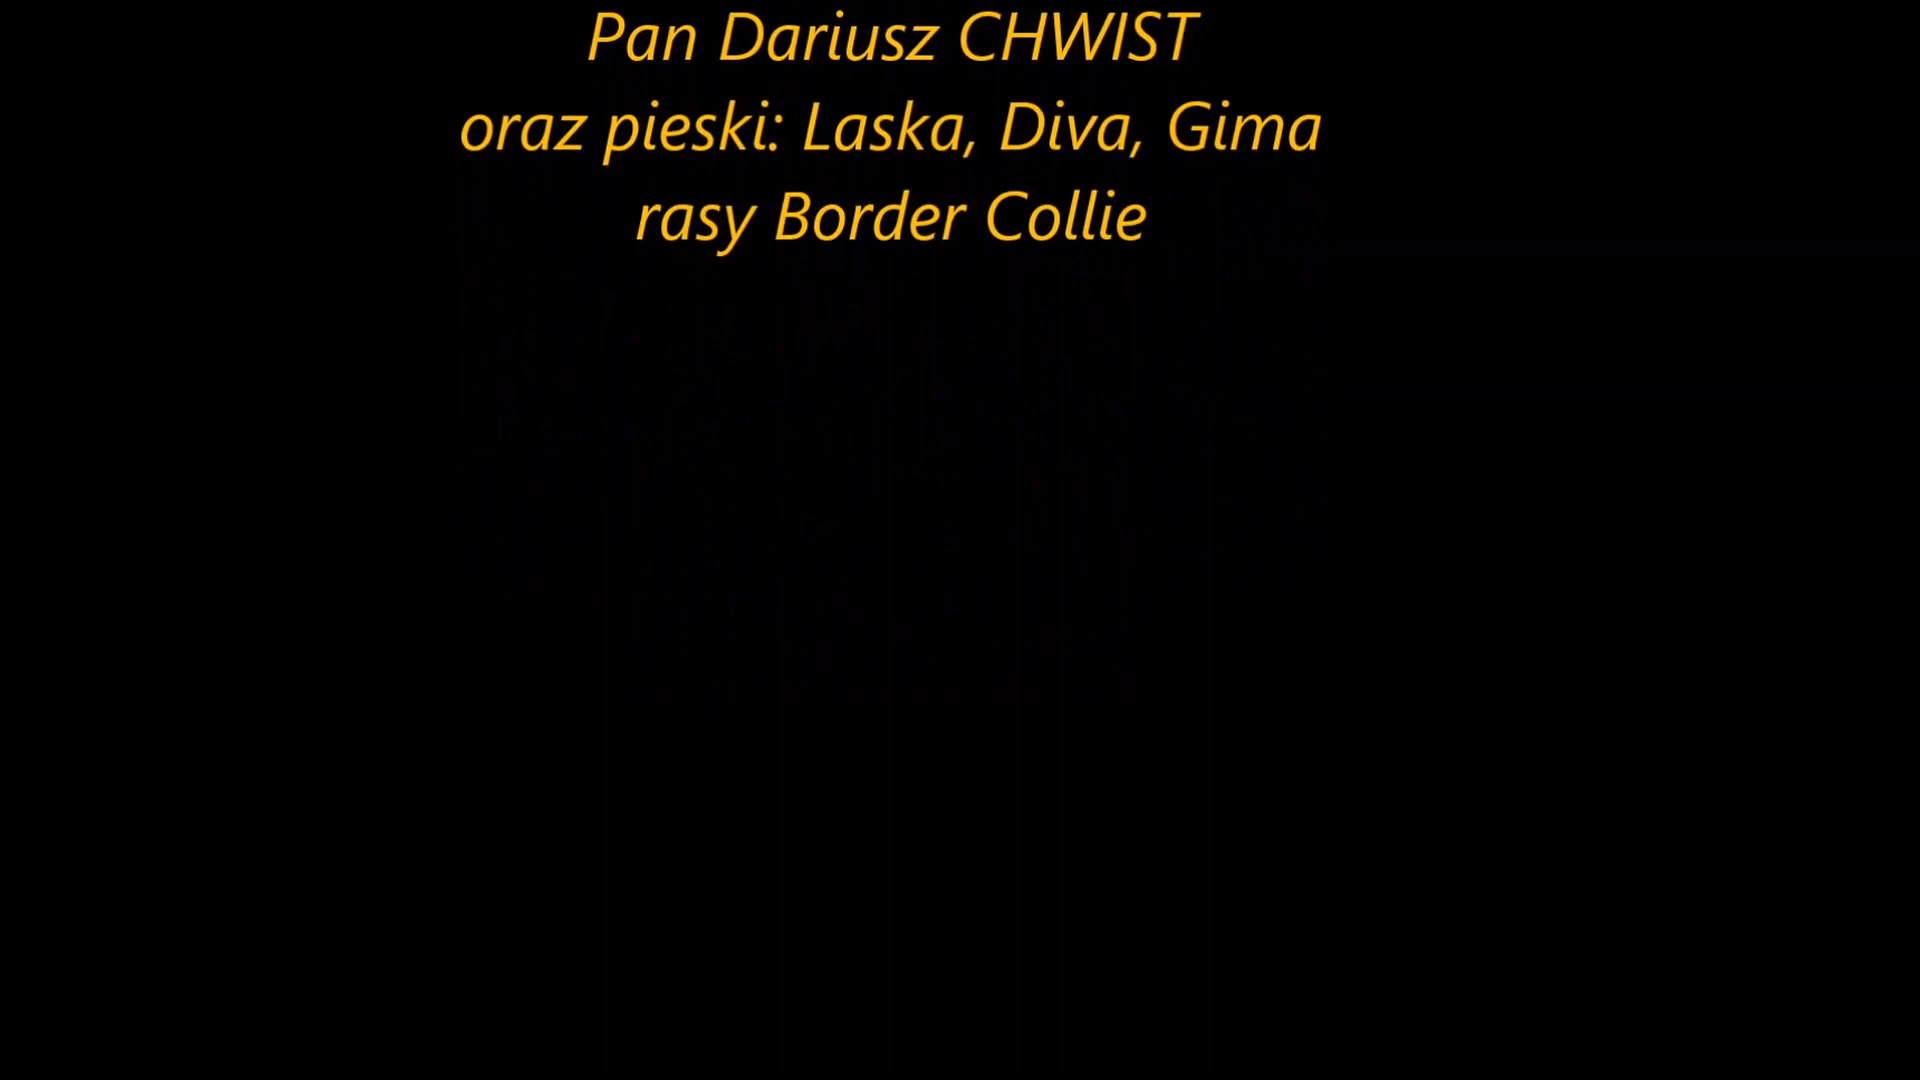 Pan Dariusz CHWIST
oraz pieski: Laska, Diva, Gima
rasy Border Collie